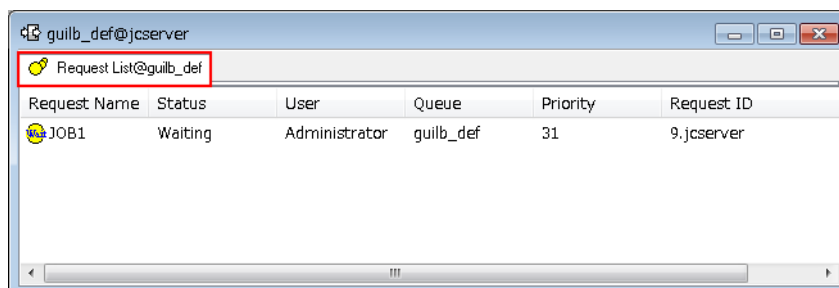 guilb_def@jcserver
Request List@guilb_def
Request Name Status User Queue Priority Request ID
Wait JOB1 Waiting Administrator guilb_def 31 9.jcserver